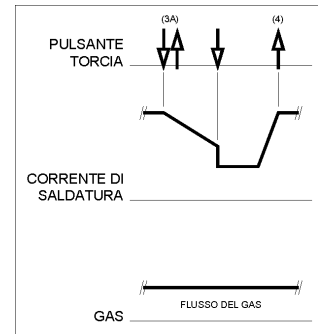 (3A)
(4)
PULSANTE
TORCIA
CORRENTE DI
SALDATURA
FLUSSO DEL GAS
GAS